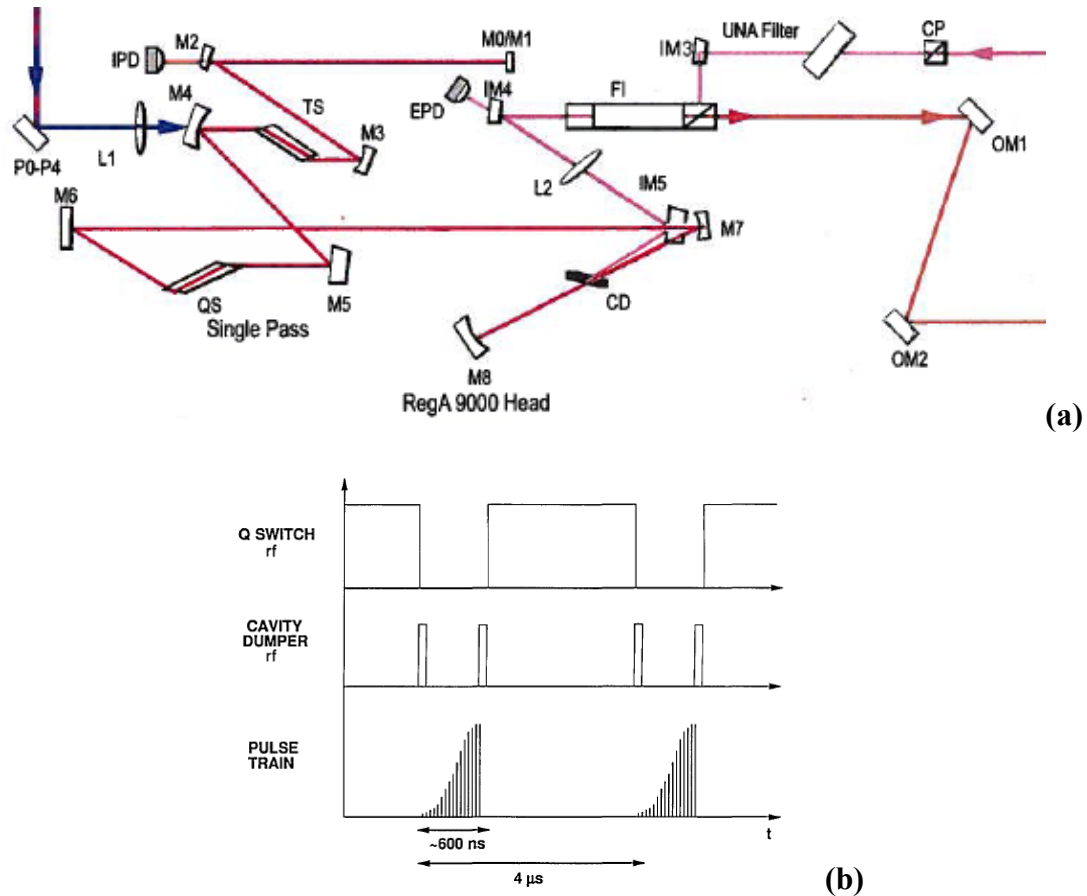 UNA Filter
CP
IPD
M2
M0/M1
IM3
EPD
IM4
FI
M4
TS
M3
P0-P4
L1
L2
IM5
OM1
M6
M7
QS
M5
CD
Single Pass
OM2
M8
RegA 9000 Head
(a)
Q SWITCH
rf
CAVITY
DUMPER
rf
PULSE
TRAIN
t
~600 ns
4 μs
(b)